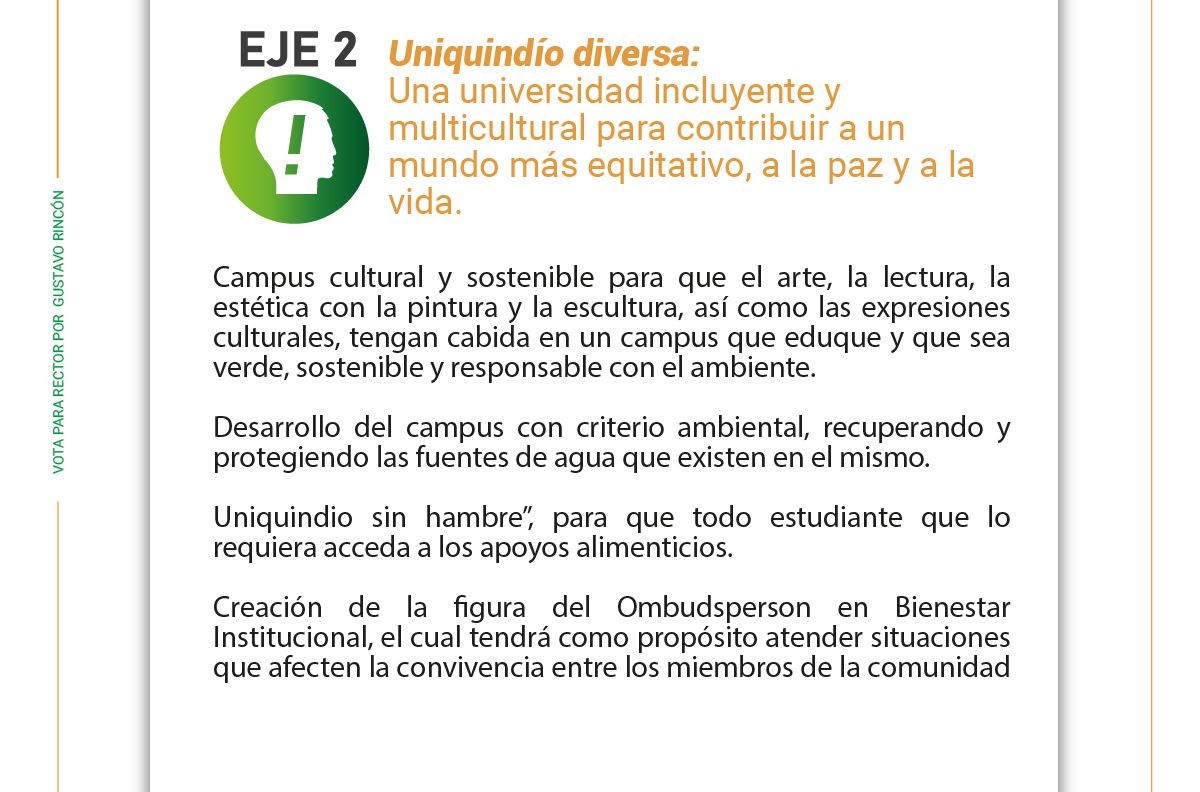 VOTA PARA RECTOR POR GUSTAVO RINCÓN
EJE 2
Uniquindío diversa:
Una universidad incluyente y
multicultural para contribuir a un
mundo más equitativo, a la paz y a la
vida.
!
Campus cultural y sostenible para que el arte, la lectura, la
estética con la pintura y la escultura, así como las expresiones
culturales, tengan cabida en un campus que eduque y que sea
verde, sostenible y responsable con el ambiente.
Desarrollo del campus con criterio ambiental, recuperando y
protegiendo las fuentes de agua que existen en el mismo.
Uniquindio sin hambre”, para que todo estudiante que lo
requiera acceda a los apoyos alimenticios.
Creación de la figura del Ombudsperson en Bienestar
Institucional, el cual tendrá como propósito atender situaciones
que afecten la convivencia entre los miembros de la comunidad